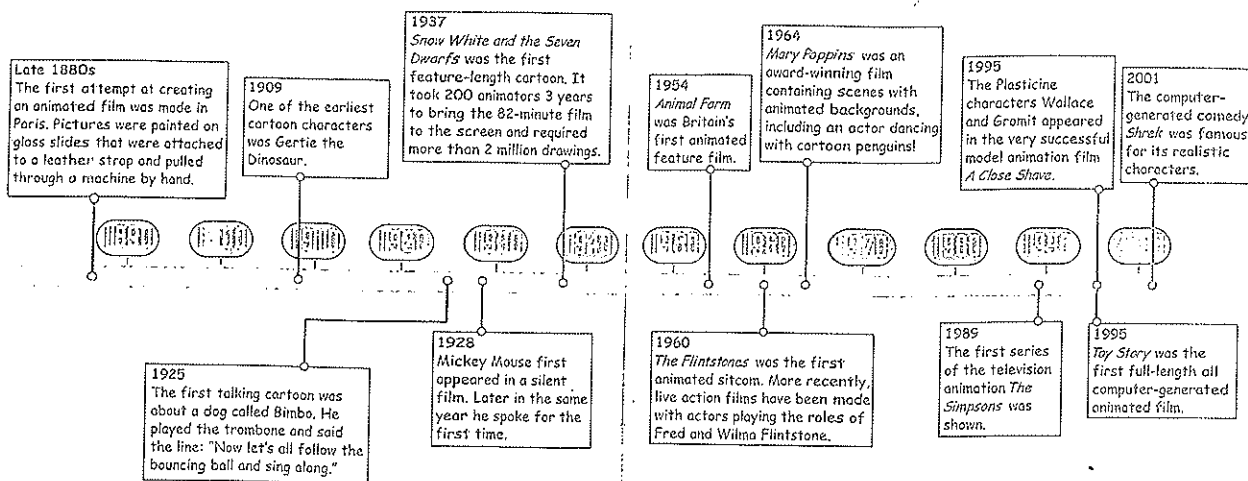 Late 1880s
The first attempt at creating
an animated film was made in
Paris. Pictures were painted on
glass slides that were attached
to a leather strap and pulled
through a machine by hand.
1909
One of the earliest
cartoon characters
was Gertie the
Dinosaur.
1937
Snow White and the Seven
Dwarfs was the first
feature-length cartoon. It
took 200 animators 3 years
to bring the 82-minute film
to the screen and required
more than 2 million drawings.
1954
Animal Farm
was Britain's
first animated
feature film.
1964
Mary Poppins was an
award-winning film
containing scenes with
animated backgrounds,
including an actor dancing
with cartoon penguins!
1995
The Plasticine
characters Wallace
and Gromit appeared
in the very successful
model animation film
A Close Shave.
2001
The computer-
generated comedy
Shrek was famous
for its realistic
characters.
1925
The first talking cartoon was
about a dog called Bimbo. He
played the trombone and said
the line: "Now let's all follow the
bouncing ball and sing along."
1928
Mickey Mouse first
appeared in a silent
film. Later in the same
year he spoke for the
first time.
1960
The Flintstones was the first
animated sitcom. More recently,
live action films have been made
with actors playing the roles of
Fred and Wilma Flintstone.
1989
The first series
of the television
animation The
Simpsons was
shown.
1995
Toy Story was the
first full-length all
computer-generated
animated film.